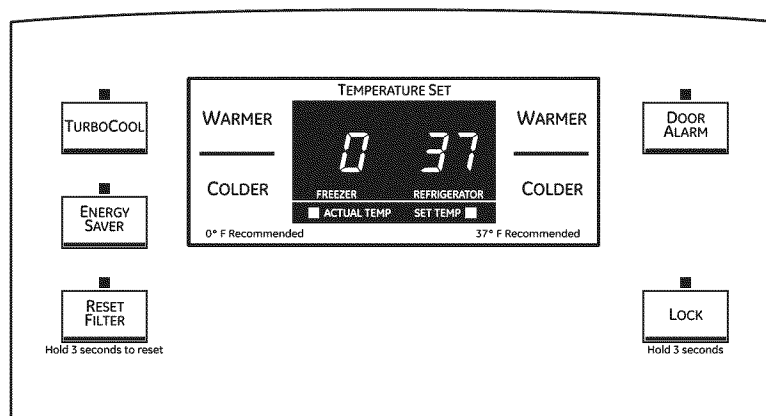 TEMPERATURE SET
TURBOCOOL
WARMER
COLDER
0 37
FREEZER REFRIGERATOR
ACTUAL TEMP SET TEMP
WARMER
COLDER
0° F Recommended 37° F Recommended
DOOR
ALARM
ENERGY
SAVER
RESET
FILTER
Hold 3 seconds to reset
LOCK
Hold 3 seconds